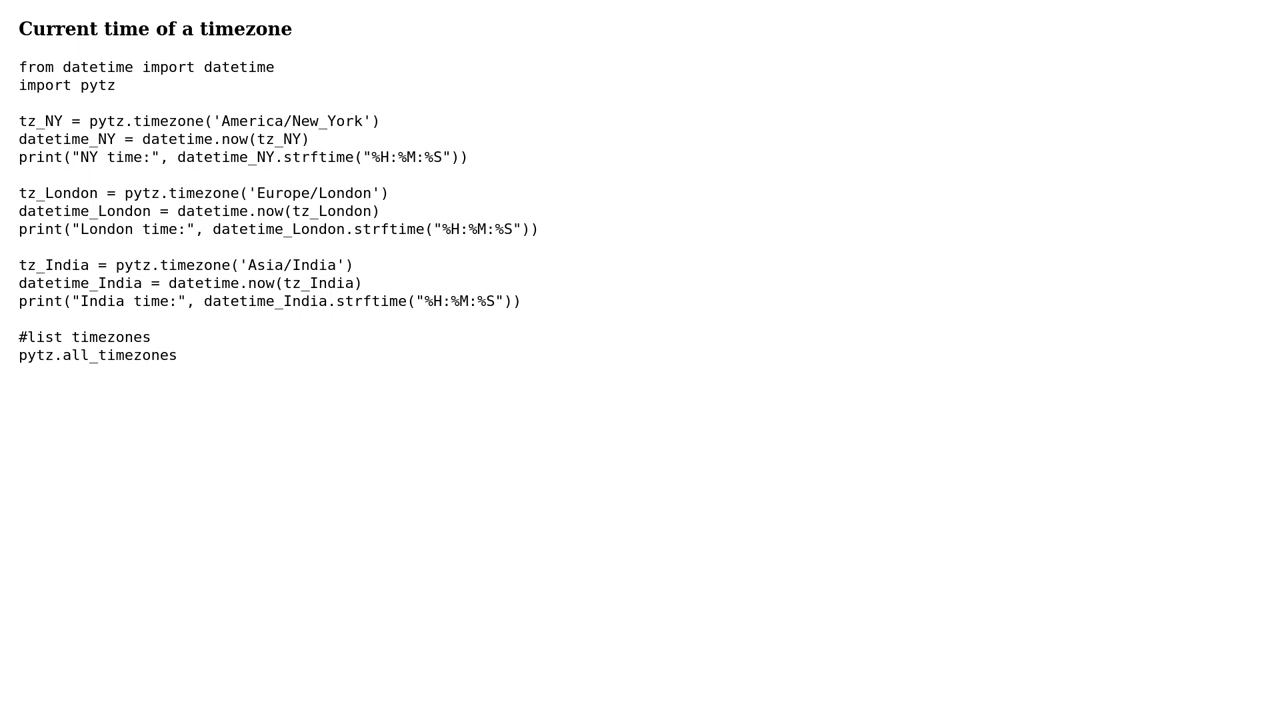 Current time of a timezone
from datetime import datetime
import pytz
tz_NY = pytz.timezone('America/New_York')
datetime_NY = datetime.now(tz_NY)
print("NY time:", datetime_NY.strftime("%H:%M:%S"))
tz_London = pytz.timezone('Europe/London')
datetime_London = datetime.now(tz_London)
print("London time:", datetime_London.strftime("%H:%M:%S"))
tz_India = pytz.timezone('Asia/India')
datetime_India = datetime.now(tz_India)
print("India time:", datetime_India.strftime("%H:%M:%S"))
#list timezones
pytz.all_timezones